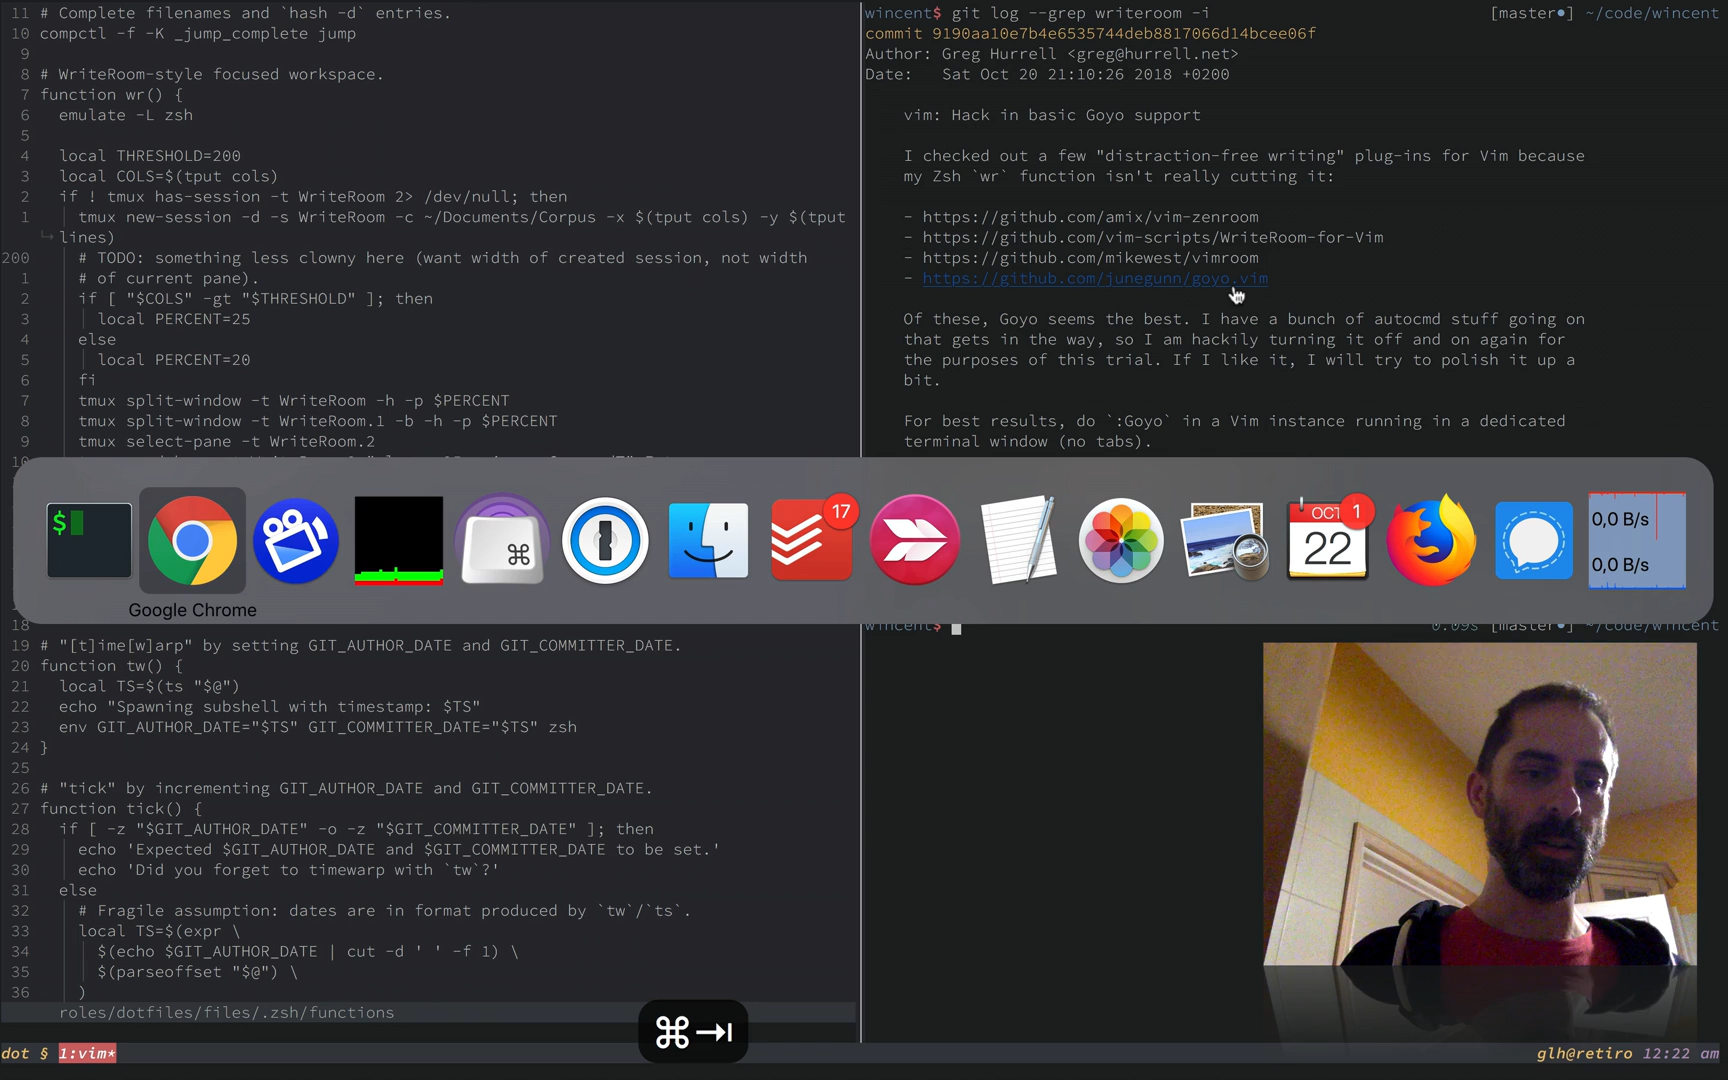 11 # Complete filenames and `hash -d` entries.
10 compctl -f -K _jump_complete jump
9
8 # WriteRoom-style focused workspace.
7 function wr() {
6 emulate -L zsh
5
4 local THRESHOLD=200
3 local COLS=$(tput cols)
2 if ! tmux has-session -t WriteRoom 2> /dev/null; then
1 tmux new-session -d -s WriteRoom -c ~/Documents/Corpus -x $(tput cols) -y $(tput
lines)
200 # TODO: something less clowny here (want width of created session, not width
1 # of current pane).
2 if [ "$COLS" -gt "$THRESHOLD" ]; then
3 local PERCENT=25
4 else
5 local PERCENT=20
6 fi
7 tmux split-window -t WriteRoom -h -p $PERCENT
8 tmux split-window -t WriteRoom.1 -b -h -p $PERCENT
9 tmux select-pane -t WriteRoom.2
10
18
19 # "[t]ime[w]arp" by setting GIT_AUTHOR_DATE and GIT_COMMITTER_DATE.
20 function tw() {
21 local TS=$(ts "$@")
22 echo "Spawning subshell with timestamp: $TS"
23 env GIT_AUTHOR_DATE="$TS" GIT_COMMITTER_DATE="$TS" zsh
24 }
25
26 # "tick" by incrementing GIT_AUTHOR_DATE and GIT_COMMITTER_DATE.
27 function tick() {
28 if [ -z "$GIT_AUTHOR_DATE" -o -z "$GIT_COMMITTER_DATE" ]; then
29 echo 'Expected $GIT_AUTHOR_DATE and $GIT_COMMITTER_DATE to be set.'
30 echo 'Did you forget to timewarp with `tw`?'
31 else
32 # Fragile assumption: dates are in format produced by `tw`/`ts`.
33 local TS=$(expr \
34 $(echo $GIT_AUTHOR_DATE | cut -d ' ' -f 1) \
35 $(parseoffset "$@") \
36 )
roles/dotfiles/files/.zsh/functions
wincent$ git log --grep writeroom -i [master●] ~/code/wincent
commit 9190aa10e7b4e6535744deb8817066d14bcee06f
Author: Greg Hurrell <greg@hurrell.net>
Date: Sat Oct 20 21:10:26 2018 +0200
vim: Hack in basic Goyo support
I checked out a few "distraction-free writing" plug-ins for Vim because
my Zsh `wr` function isn't really cutting it:
- https://github.com/amix/vim-zenroom
- https://github.com/vim-scripts/WriteRoom-for-Vim
- https://github.com/mikewest/vimroom
- https://github.com/junegunn/goyo.vim
Of these, Goyo seems the best. I have a bunch of autocmd stuff going on
that gets in the way, so I am hackily turning it off and on again for
the purposes of this trial. If I like it, I will try to polish it up a
bit.
For best results, do `:Goyo` in a Vim instance running in a dedicated
terminal window (no tabs).
wincent$ 0.09s [master●] ~/code/wincent
$
⌘
17
OCT 1
22
0,0 B/s
0,0 B/s
Google Chrome
⌘⇥
dot § 1:vim* glh@retiro 12:22 am